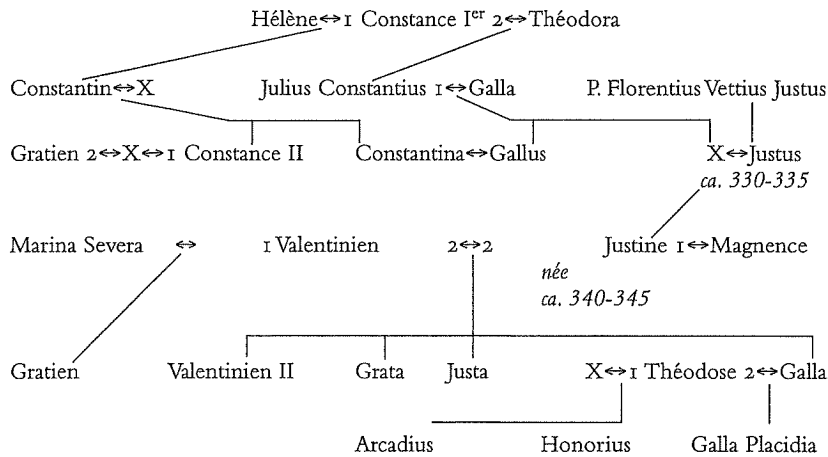 Hélène↔1 Constance Ier 2↔Théodora
Constantin↔X Julius Constantius 1↔Galla P. Florentius Vettius Justus
Gratien 2↔X↔1 Constance II Constantina↔Gallus X↔Justus
ca. 330-335
Marina Severa ↔ 1 Valentinien 2↔2 Justine 1↔Magnence
née
ca. 340-345
Gratien Valentinien II Grata Justa X↔1 Théodose 2↔Galla
Arcadius Honorius Galla Placidia